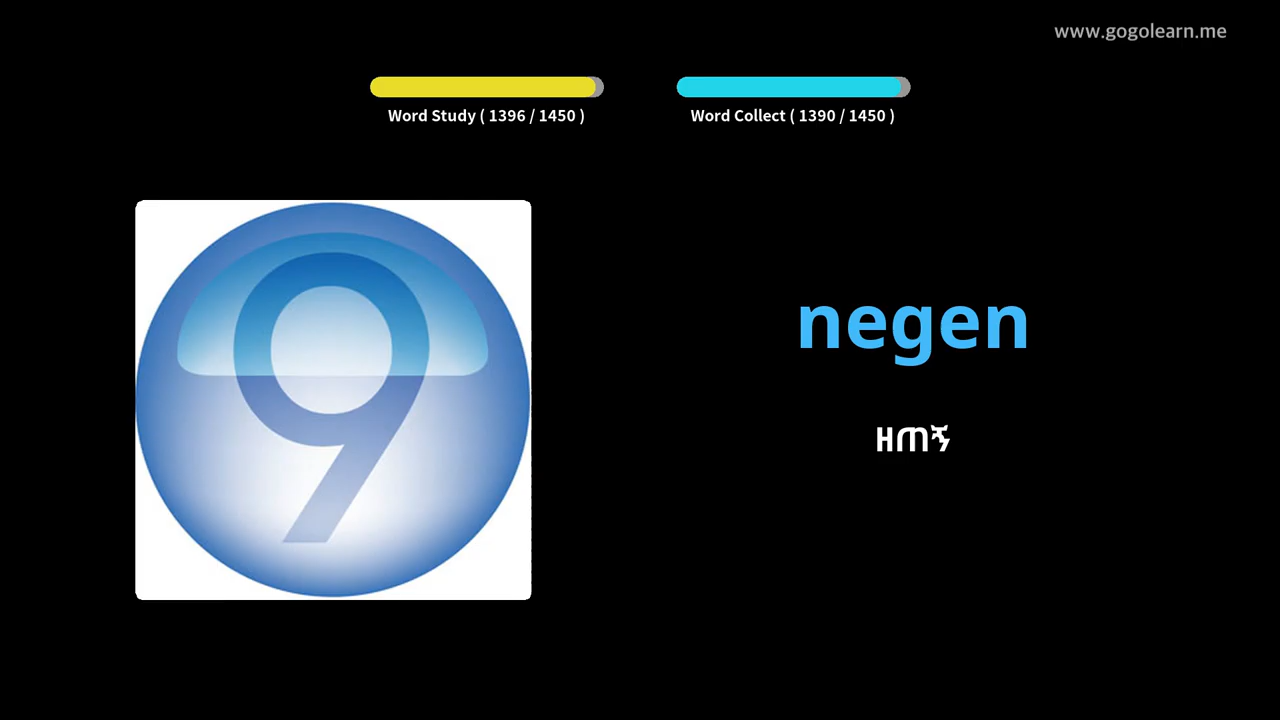 www.gogolearn.me
Word Study ( 1396 / 1450 )
Word Collect ( 1390 / 1450 )
9
negen
ዘጠኝ